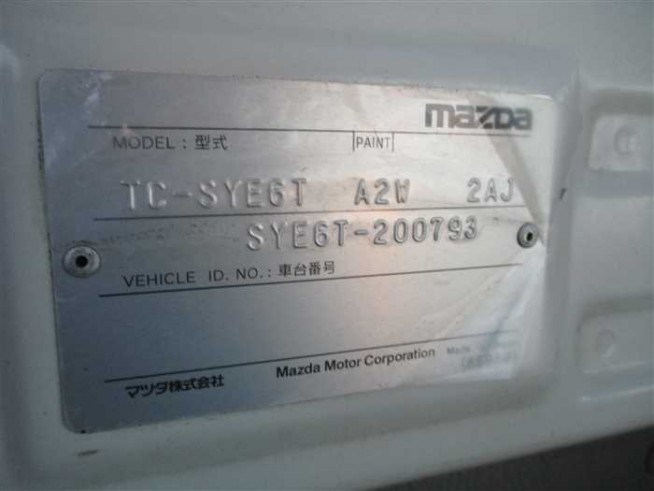 mazda
MODEL : 型式 PAINT
TC-SYE6T A2W 2AJ
SYE6T-200793
VEHICLE ID. NO. : 車台番号
マツダ株式会社 Mazda Motor Corporation